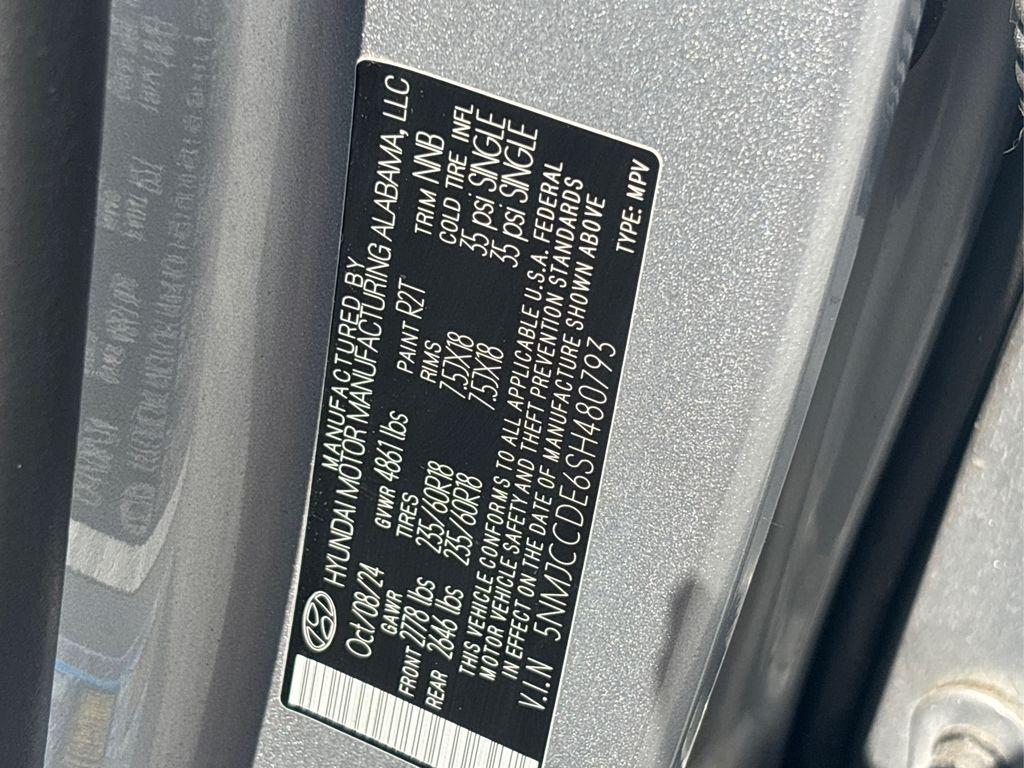 MANUFACTURED BY
HYUNDAI MOTOR MANUFACTURING ALABAMA, LLC
Oct/08/24 GVWR 4861 lbs PAINT R2T TRIM NNB
GAWR TIRES RIMS COLD TIRE INFL
FRONT 2778 lbs 235/60R18 7.5JX18 35 psi SINGLE
REAR 2646 lbs 235/60R18 7.5JX18 35 psi SINGLE
THIS VEHICLE CONFORMS TO ALL APPLICABLE U.S.A. FEDERAL
MOTOR VEHICLE SAFETY AND THEFT PREVENTION STANDARDS
IN EFFECT ON THE DATE OF MANUFACTURE SHOWN ABOVE
V.I.N 5NMJCCDE6SH480793 TYPE: MPV